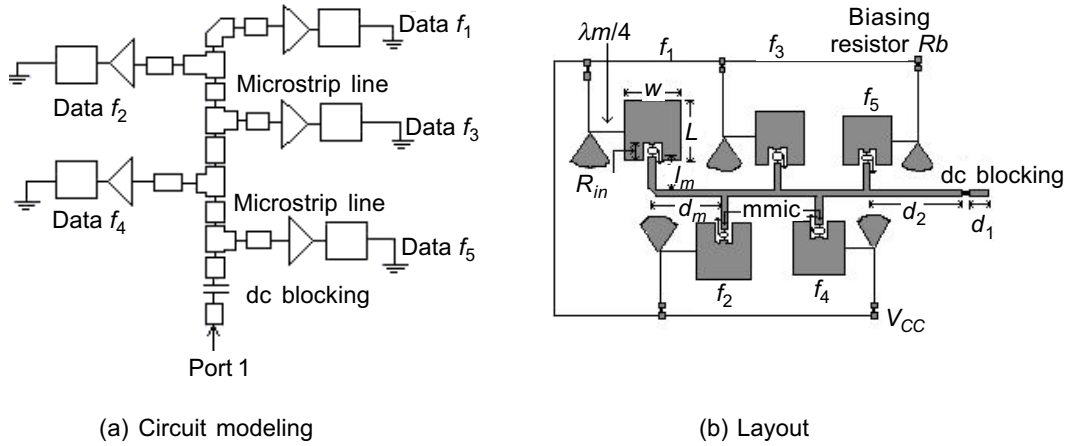 Data f1
Data f2
Microstrip line
Data f3
Data f4
Microstrip line
Data f5
dc blocking
Port 1
(a) Circuit modeling
Biasing
resistor Rb
λm/4
f1
f3
w
L
f5
Rin
lm
dc blocking
dm
mmic
d2
d1
f2
f4
VCC
(b) Layout